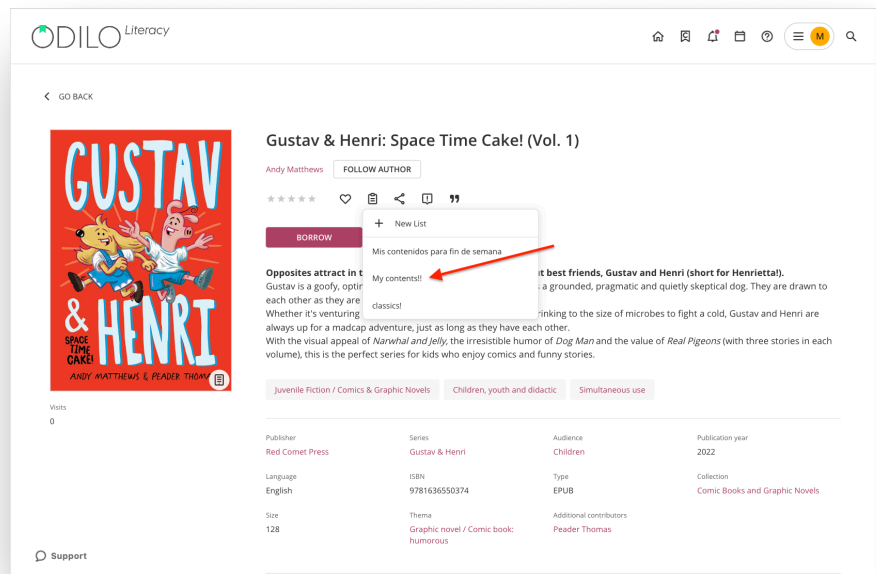 ODILO Literacy
M
GO BACK
GUSTAV
& HENRI
SPACE
TIME
CAKE!
ANDY MATTHEWS & PEADER THOMAS
Visits
0
Gustav & Henri: Space Time Cake! (Vol. 1)
Andy Matthews FOLLOW AUTHOR
BORROW
+ New List
Mis contenidos para fin de semana
My contents!!
classics!
Opposites attract in t t best friends, Gustav and Henri (short for Henrietta!).
Gustav is a goofy, optim s a grounded, pragmatic and quietly skeptical dog. They are drawn to
each other as they are
Whether it's venturing rinking to the size of microbes to fight a cold, Gustav and Henri are
always up for a madcap adventure, just as long as they have each other.
With the visual appeal of Narwhal and Jelly, the irresistible humor of Dog Man and the value of Real Pigeons (with three stories in each
volume), this is the perfect series for kids who enjoy comics and funny stories.
Juvenile Fiction / Comics & Graphic Novels Children, youth and didactic Simultaneous use
Publisher Series Audience Publication year
Red Comet Press Gustav & Henri Children 2022
Language ISBN Type Collection
English 9781636550374 EPUB Comic Books and Graphic Novels
Size Thema Additional contributors
128 Graphic novel / Comic book: Peader Thomas
humorous
Support